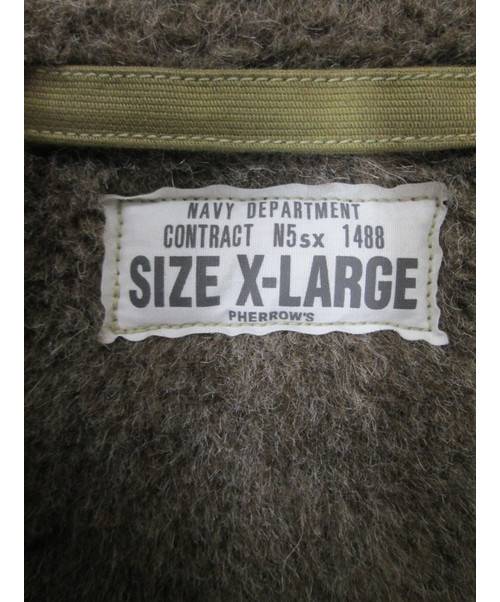 NAVY DEPARTMENT
CONTRACT N5sx 1488
SIZE X-LARGE
PHERROW'S